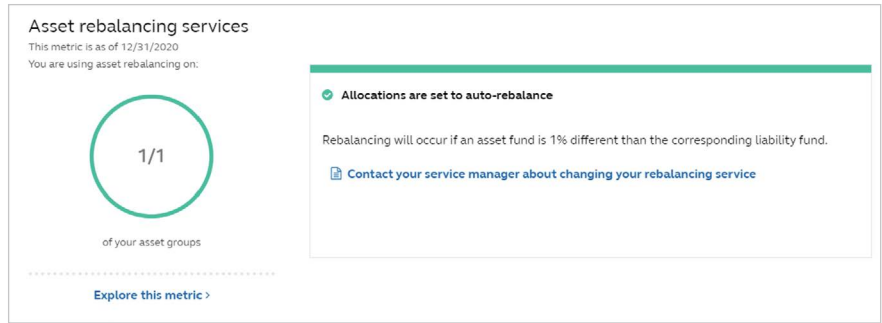 Asset rebalancing services
This metric is as of 12/31/2020
You are using asset rebalancing on:
1/1
of your asset groups
Explore this metric >
Allocations are set to auto-rebalance
Rebalancing will occur if an asset fund is 1% different than the corresponding liability fund.
Contact your service manager about changing your rebalancing service